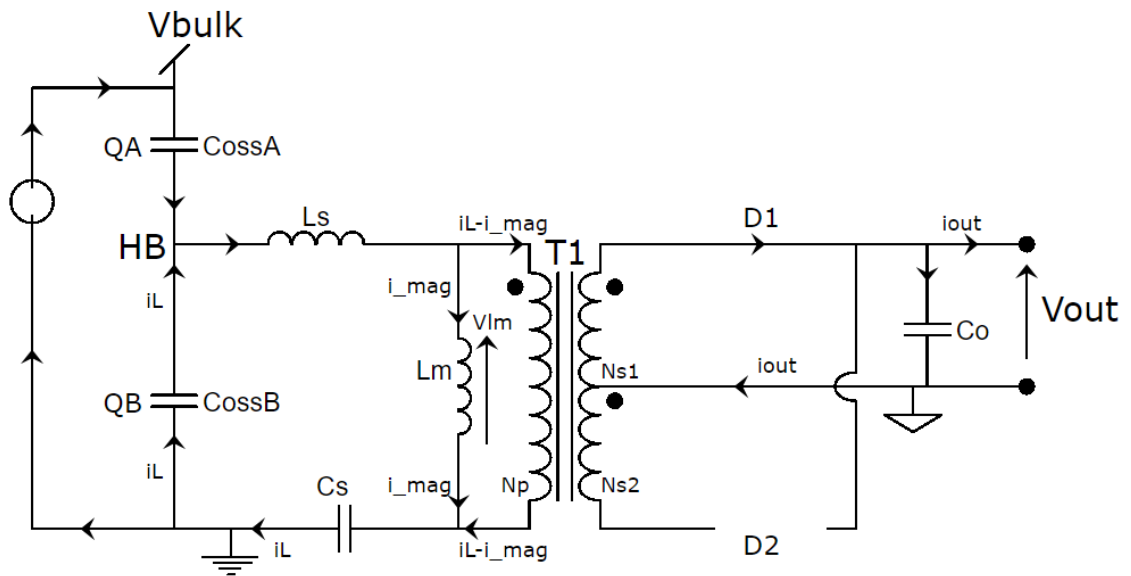 Vbulk
QA
CossA
HB
Ls
iL-i_mag
T1
D1
iout
iL
i_mag
Vlm
Lm
Co
Vout
Ns1
iout
QB
CossB
iL
Cs
i_mag
Np
Ns2
iL
iL-i_mag
D2